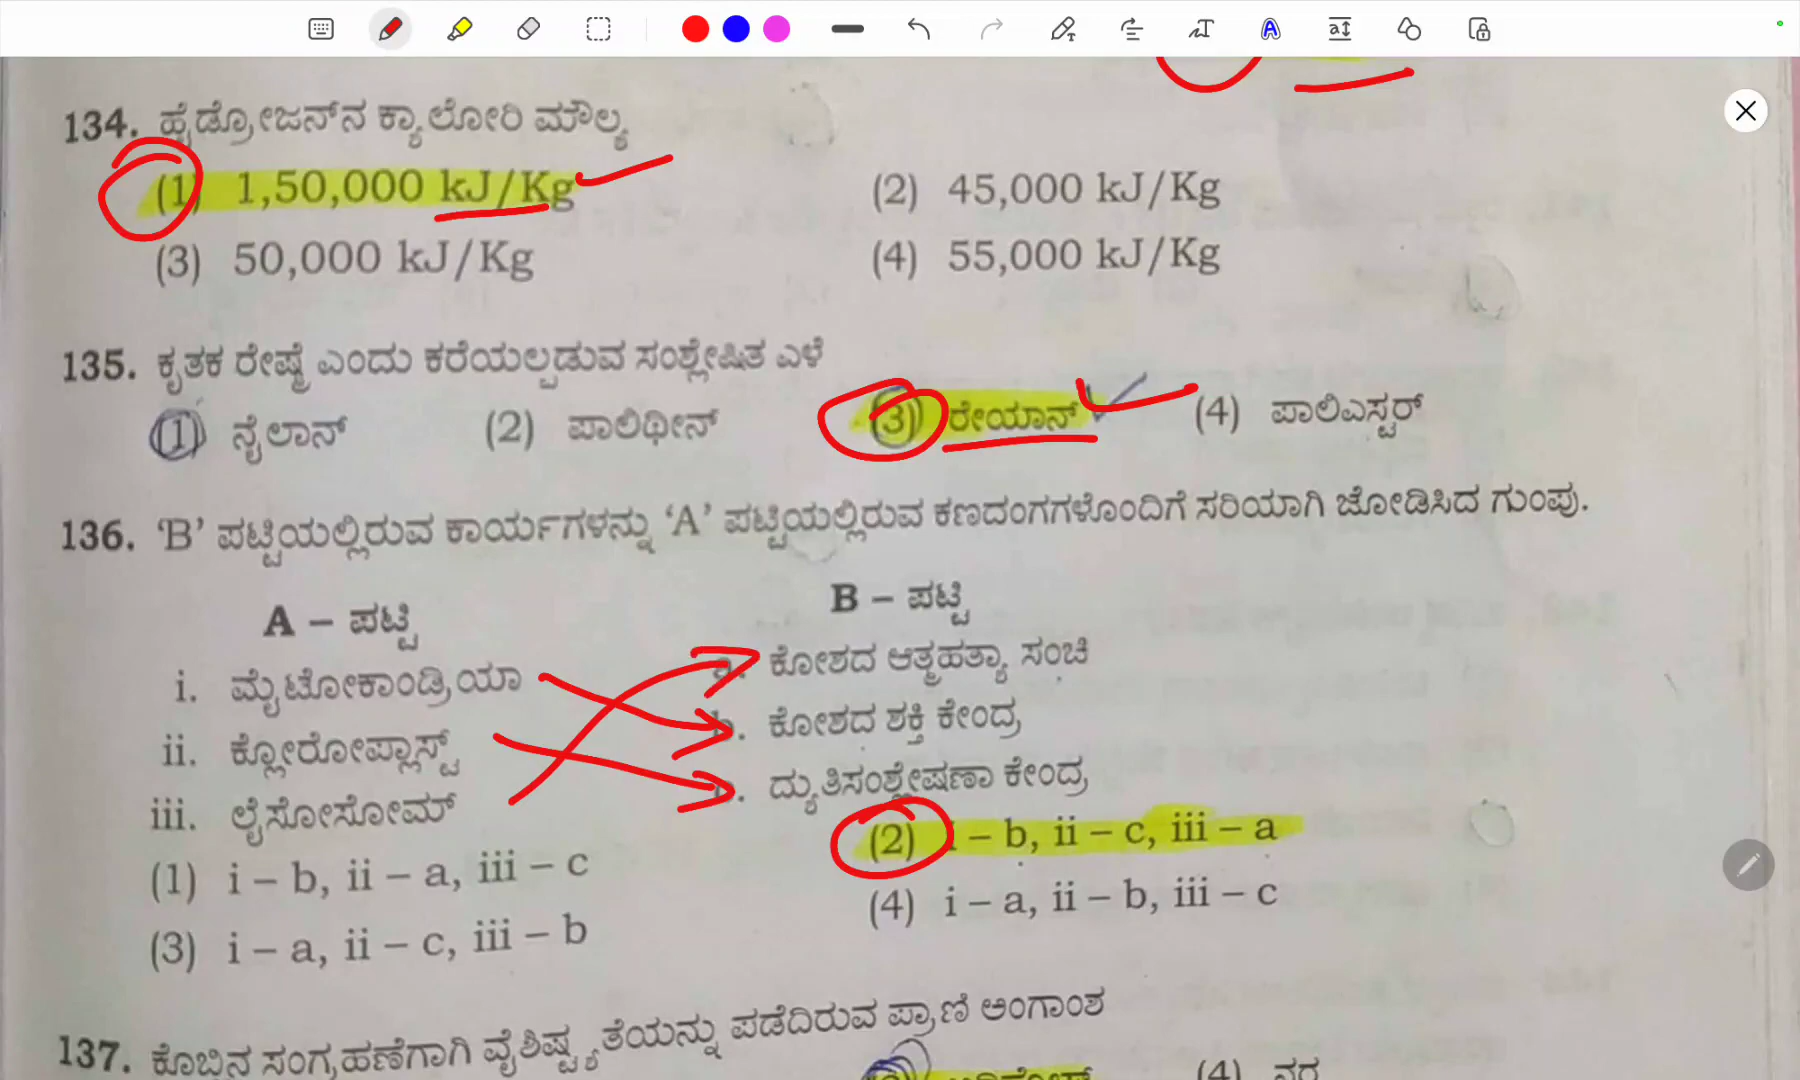 134. ಹೈಡ್ರೋಜನ್‌ನ ಕ್ಯಾಲೋರಿ ಮೌಲ್ಯ
(1) 1,50,000 kJ/Kg (2) 45,000 kJ/Kg
(3) 50,000 kJ/Kg (4) 55,000 kJ/Kg
135. ಕೃತಕ ರೇಷ್ಮೆ ಎಂದು ಕರೆಯಲ್ಪಡುವ ಸಂಶ್ಲೇಷಿತ ಎಳೆ
(1) ನೈಲಾನ್ (2) ಪಾಲಿಥೀನ್ (3) ರೇಯಾನ್ (4) ಪಾಲಿಎಸ್ಟರ್
136. ‘B’ ಪಟ್ಟಿಯಲ್ಲಿರುವ ಕಾರ್ಯಗಳನ್ನು ‘A’ ಪಟ್ಟಿಯಲ್ಲಿರುವ ಕಣದಂಗಗಳೊಂದಿಗೆ ಸರಿಯಾಗಿ ಜೋಡಿಸಿದ ಗುಂಪು.
A – ಪಟ್ಟಿ B – ಪಟ್ಟಿ
i. ಮೈಟೋಕಾಂಡ್ರಿಯಾ a. ಕೋಶದ ಆತ್ಮಹತ್ಯಾ ಸಂಚಿ
ii. ಕ್ಲೋರೋಪ್ಲಾಸ್ಟ್ b. ಕೋಶದ ಶಕ್ತಿ ಕೇಂದ್ರ
iii. ಲೈಸೋಸೋಮ್ c. ದ್ಯುತಿಸಂಶ್ಲೇಷಣಾ ಕೇಂದ್ರ
(1) i – b, ii – a, iii – c (2) i – b, ii – c, iii – a
(3) i – a, ii – c, iii – b (4) i – a, ii – b, iii – c
137. ಕೊಬ್ಬಿನ ಸಂಗ್ರಹಣೆಗಾಗಿ ವೈಶಿಷ್ಟ್ಯತೆಯನ್ನು ಪಡೆದಿರುವ ಪ್ರಾಣಿ ಅಂಗಾಂಶ
(4)